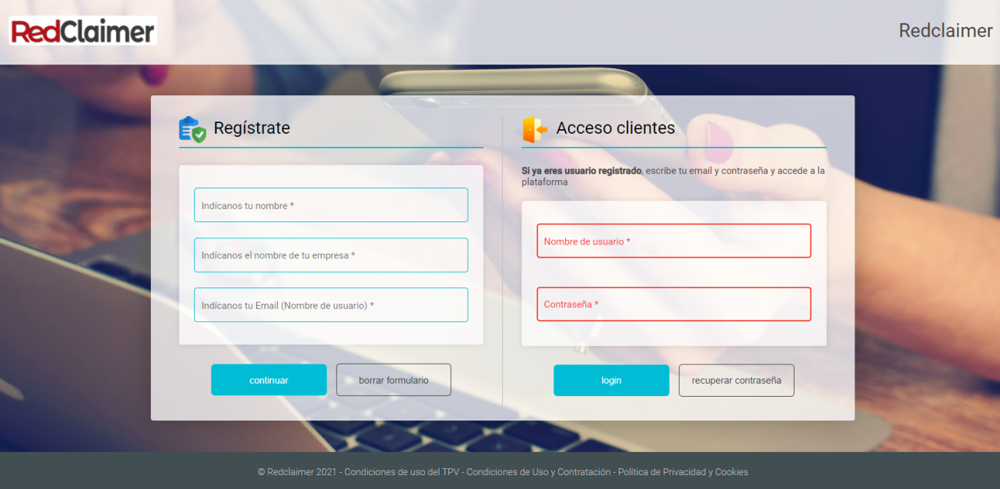 RedClaimer
Redclaimer
Regístrate
Indícanos tu nombre *
Indícanos el nombre de tu empresa *
Indícanos tu Email (Nombre de usuario) *
continuar
borrar formulario
Acceso clientes
Si ya eres usuario registrado, escribe tu email y contraseña y accede a la
plataforma
Nombre de usuario *
Contraseña *
login
recuperar contraseña
© Redclaimer 2021 - Condiciones de uso del TPV - Condiciones de Uso y Contratación - Política de Privacidad y Cookies